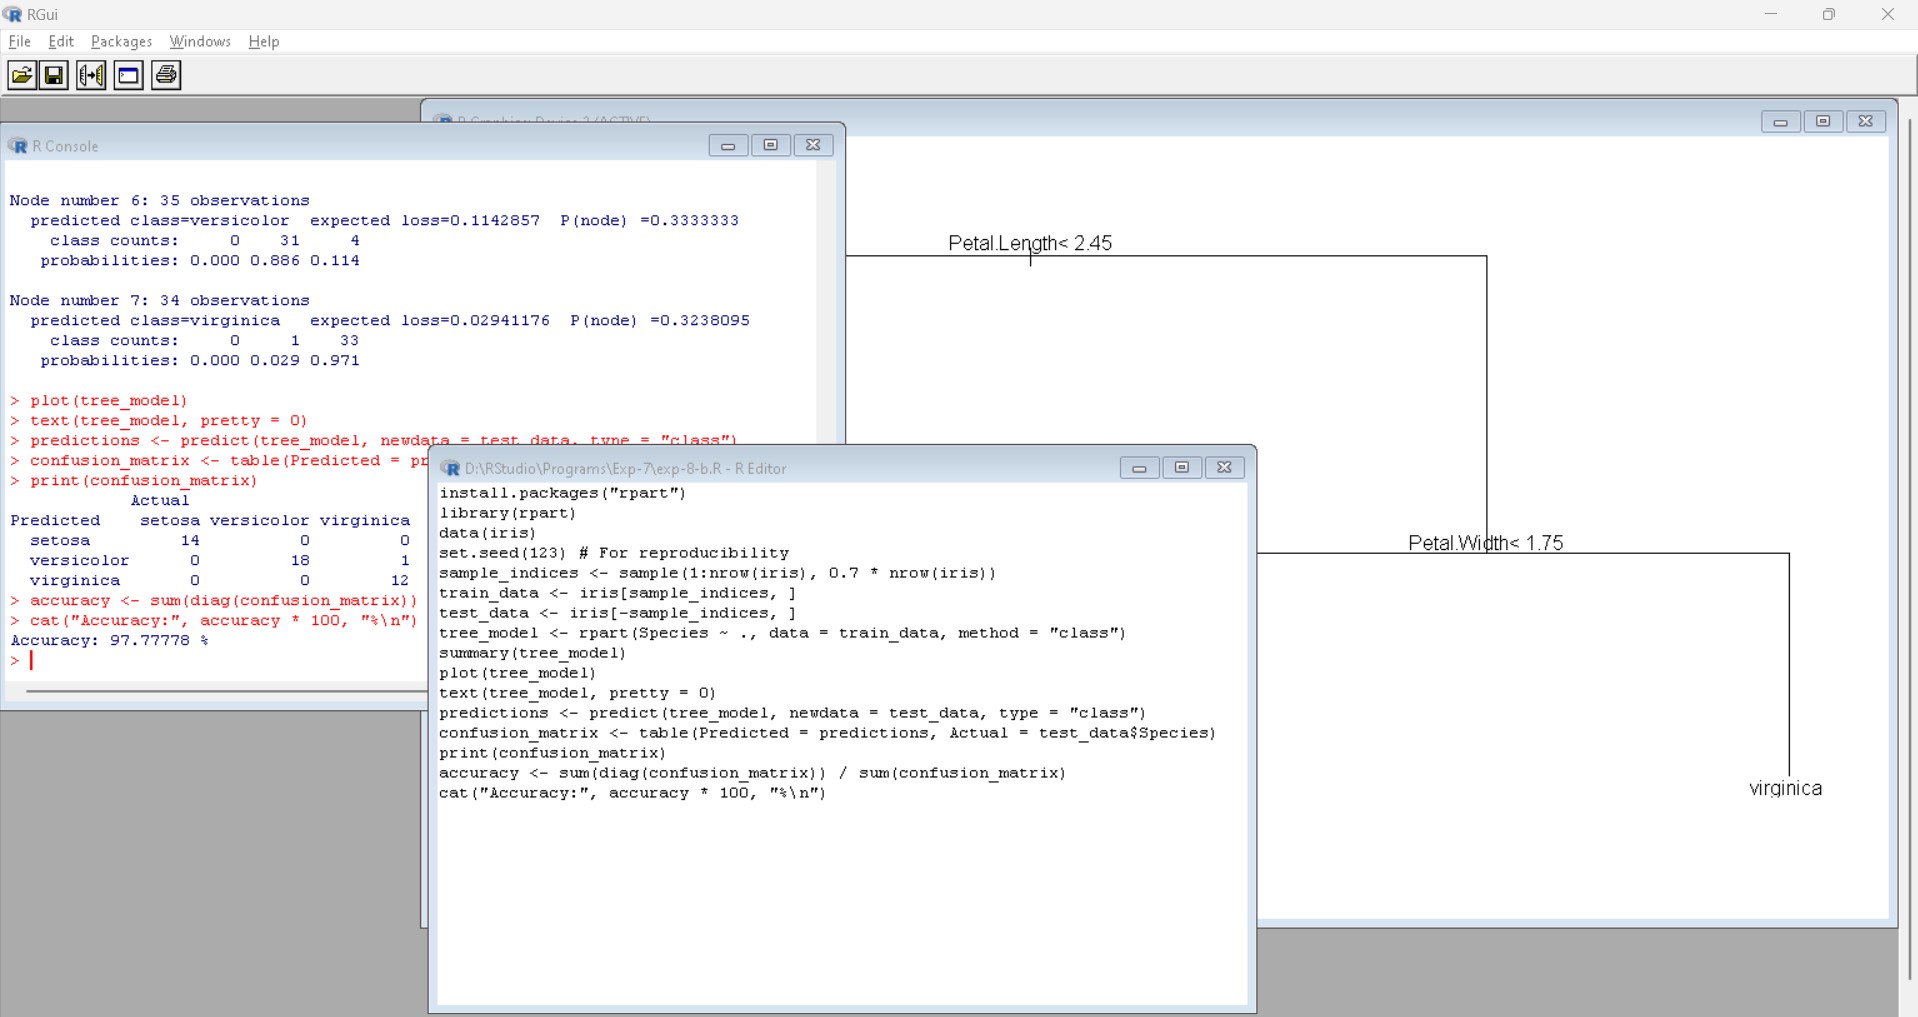 RGui
File Edit Packages Windows Help
R Console
Node number 6: 35 observations
  predicted class=versicolor  expected loss=0.1142857  P(node) =0.3333333
    class counts:     0    31     4
   probabilities: 0.000 0.886 0.114
Node number 7: 34 observations
  predicted class=virginica   expected loss=0.02941176  P(node) =0.3238095
    class counts:     0     1    33
   probabilities: 0.000 0.029 0.971
> plot(tree_model)
> text(tree_model, pretty = 0)
> predictions <- predict(tree_model, newdata = test_data, type = "class")
> confusion_matrix <- table(Predicted = pr
> print(confusion_matrix)
            Actual
Predicted    setosa versicolor virginica
  setosa         14          0         0
  versicolor      0         18         1
  virginica       0          0        12
> accuracy <- sum(diag(confusion_matrix))
> cat("Accuracy:", accuracy * 100, "%\n")
Accuracy: 97.77778 %
>
D:\RStudio\Programs\Exp-7\exp-8-b.R - R Editor
install.packages("rpart")
library(rpart)
data(iris)
set.seed(123) # For reproducibility
sample_indices <- sample(1:nrow(iris), 0.7 * nrow(iris))
train_data <- iris[sample_indices, ]
test_data <- iris[-sample_indices, ]
tree_model <- rpart(Species ~ ., data = train_data, method = "class")
summary(tree_model)
plot(tree_model)
text(tree_model, pretty = 0)
predictions <- predict(tree_model, newdata = test_data, type = "class")
confusion_matrix <- table(Predicted = predictions, Actual = test_data$Species)
print(confusion_matrix)
accuracy <- sum(diag(confusion_matrix)) / sum(confusion_matrix)
cat("Accuracy:", accuracy * 100, "%\n")
R Graphics: Device 2 (ACTIVE)
Petal.Length< 2.45
Petal.Width< 1.75
virginica